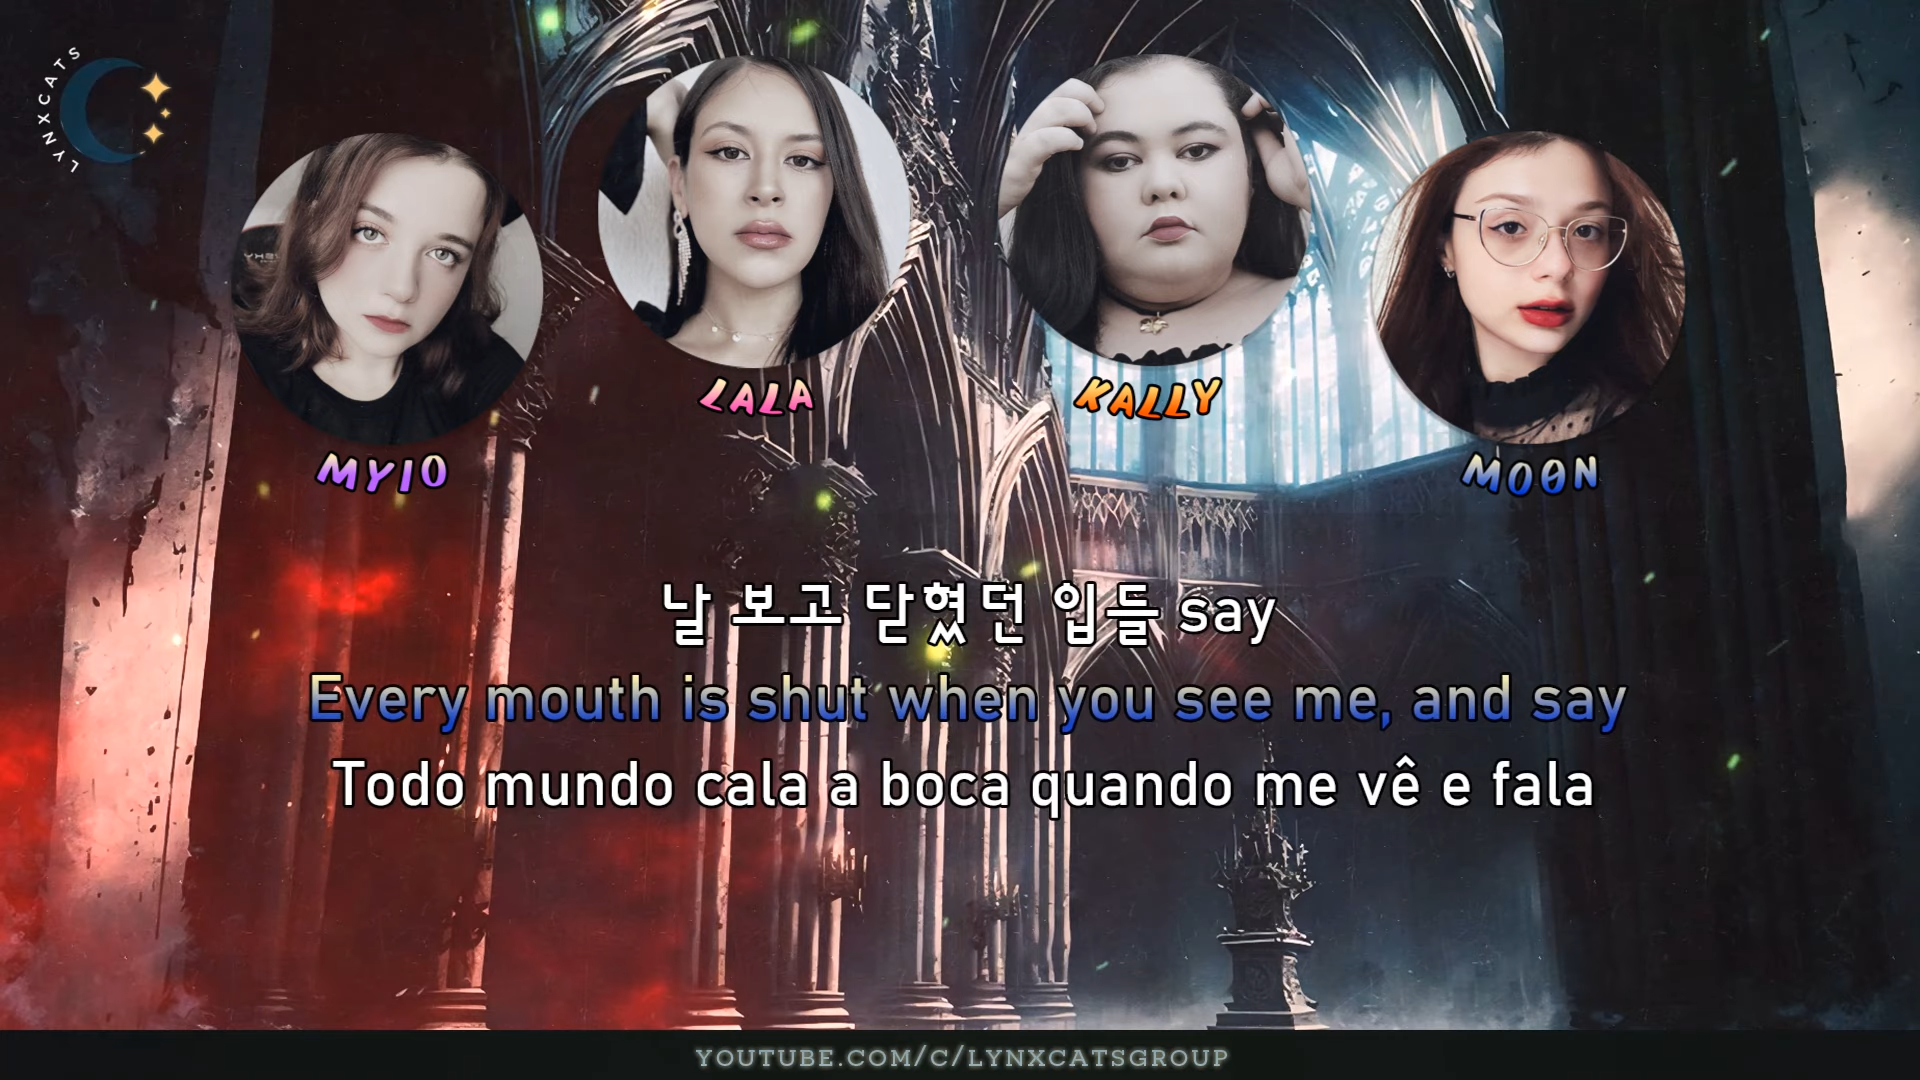 LYNXCATS
MYIO
LALA
KALLY
MOON
날 보고 닫혔던 입들 say
Every mouth is shut when you see me, and say
Todo mundo cala a boca quando me vê e fala
YOUTUBE.COM/C/LYNXCATSGROUP